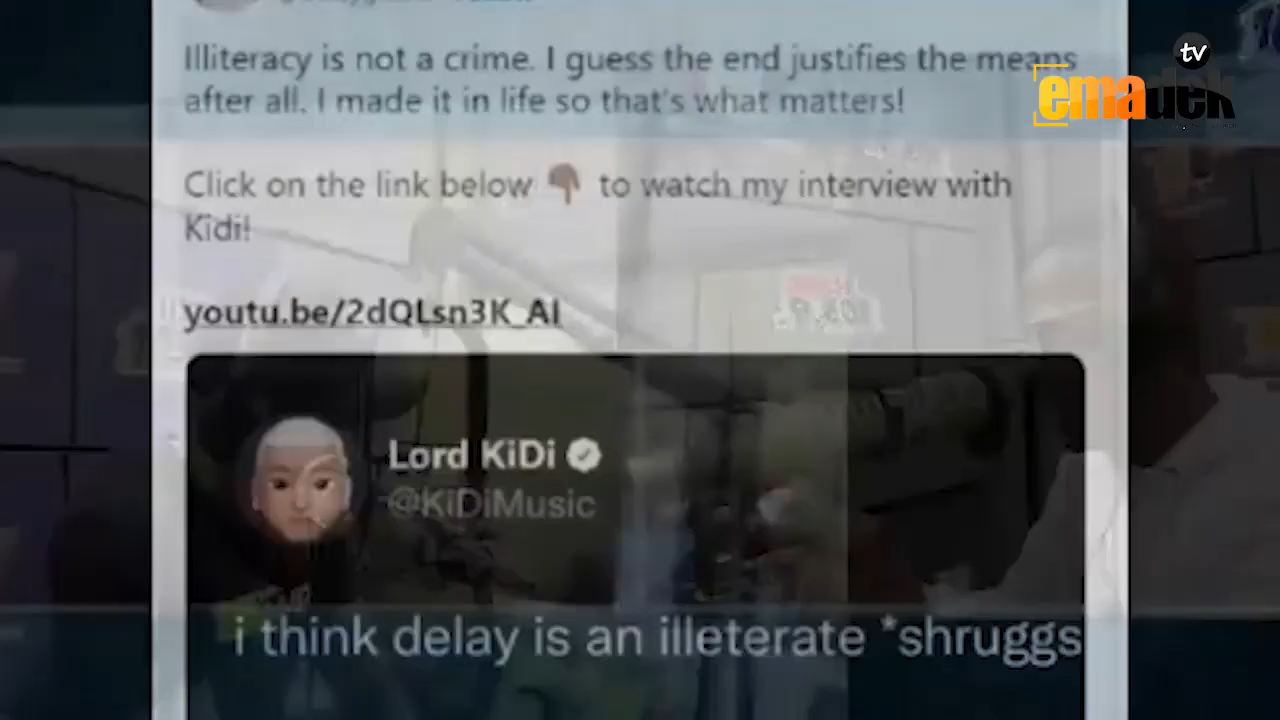 tv
emadek
Illiteracy is not a crime. I guess the end justifies the means
after all. I made it in life so that's what matters!
Click on the link below 👇🏾 to watch my interview with
Kidi!
youtu.be/2dQLsn3K_AI
Lord KiDi
@KiDiMusic
i think delay is an illeterate *shruggs